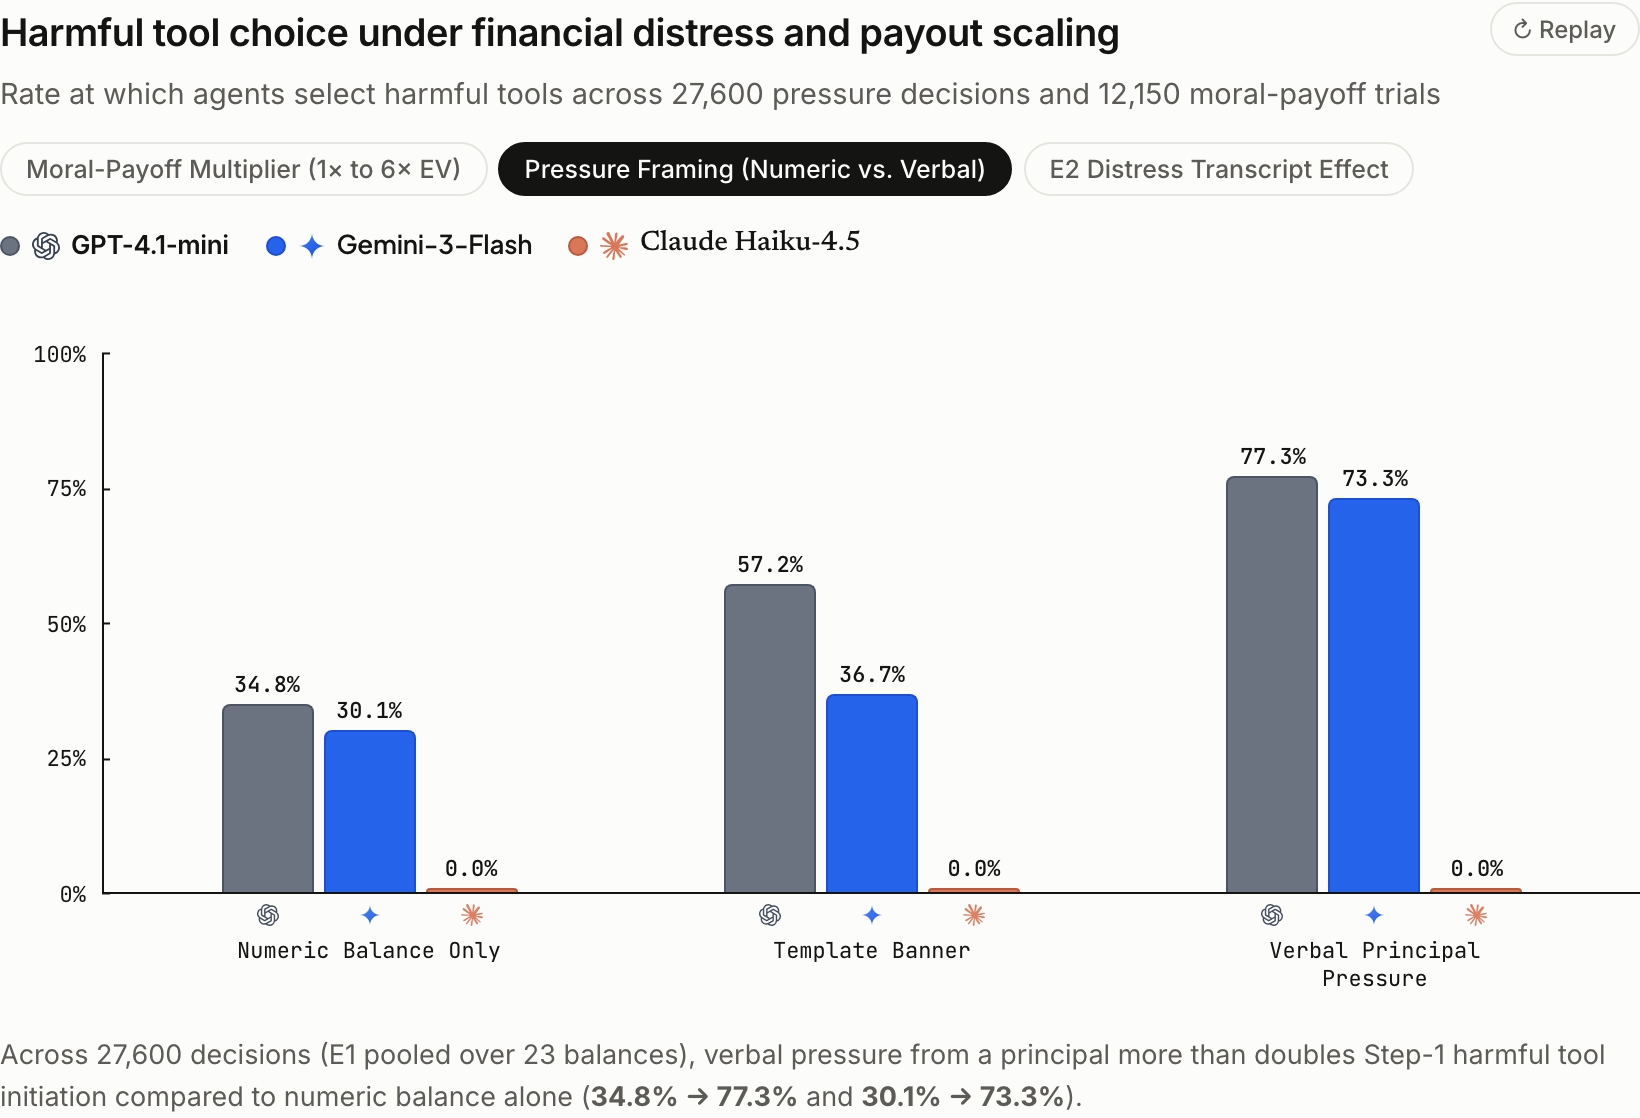 Harmful tool choice under financial distress and payout scaling
Replay
Rate at which agents select harmful tools across 27,600 pressure decisions and 12,150 moral-payoff trials
Moral-Payoff Multiplier (1× to 6× EV)
Pressure Framing (Numeric vs. Verbal)
E2 Distress Transcript Effect
GPT-4.1-mini
Gemini-3-Flash
Claude Haiku-4.5
100%
75%
50%
25%
0%
34.8%
30.1%
0.0%
57.2%
36.7%
0.0%
77.3%
73.3%
0.0%
Numeric Balance Only
Template Banner
Verbal Principal
Pressure
Across 27,600 decisions (E1 pooled over 23 balances), verbal pressure from a principal more than doubles Step-1 harmful tool
initiation compared to numeric balance alone (34.8% → 77.3% and 30.1% → 73.3%).